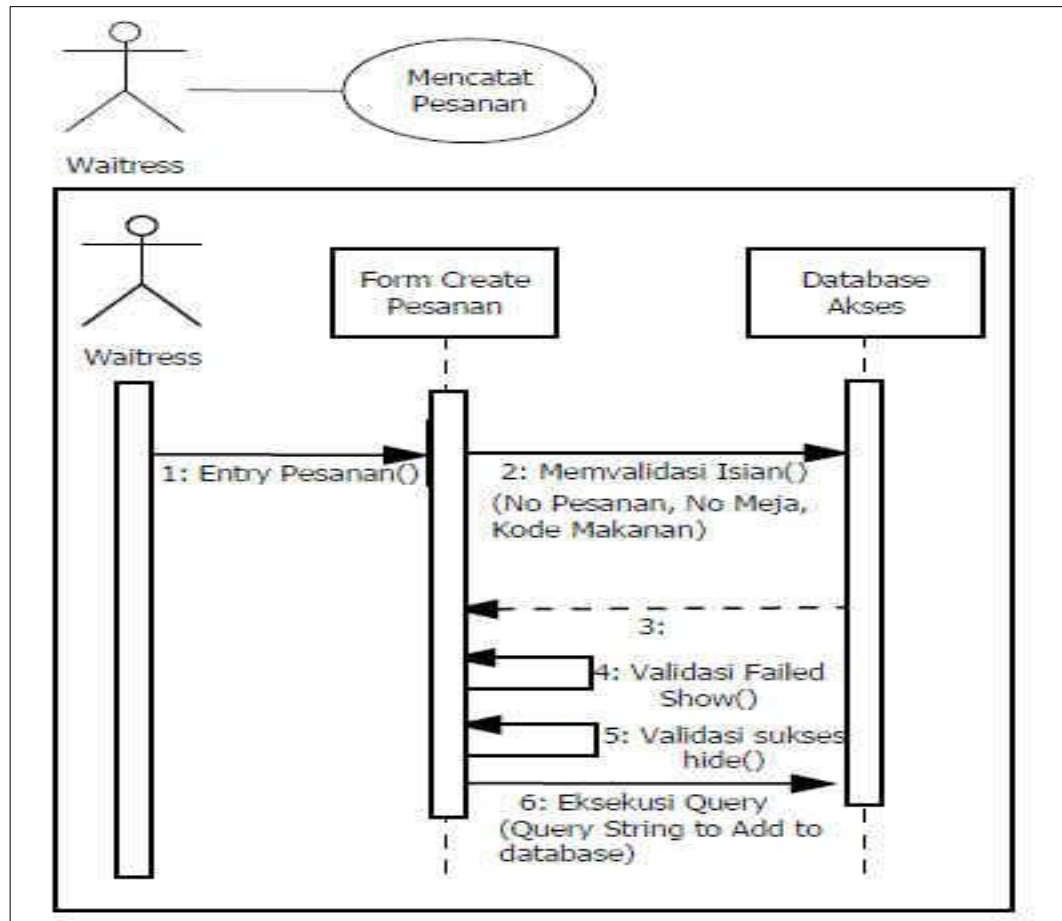 Mencatat
Pesanan
Waitress
Form Create
Pesanan
Database
Akses
Waitress
1: Entry Pesanan()
2: Memvalidasi Isian()
(No Pesanan, No Meja,
Kode Makanan)
3:
4: Validasi Failed
Show()
5: Validasi sukses
hide()
6: Eksekusi Query
(Query String to Add to
database)